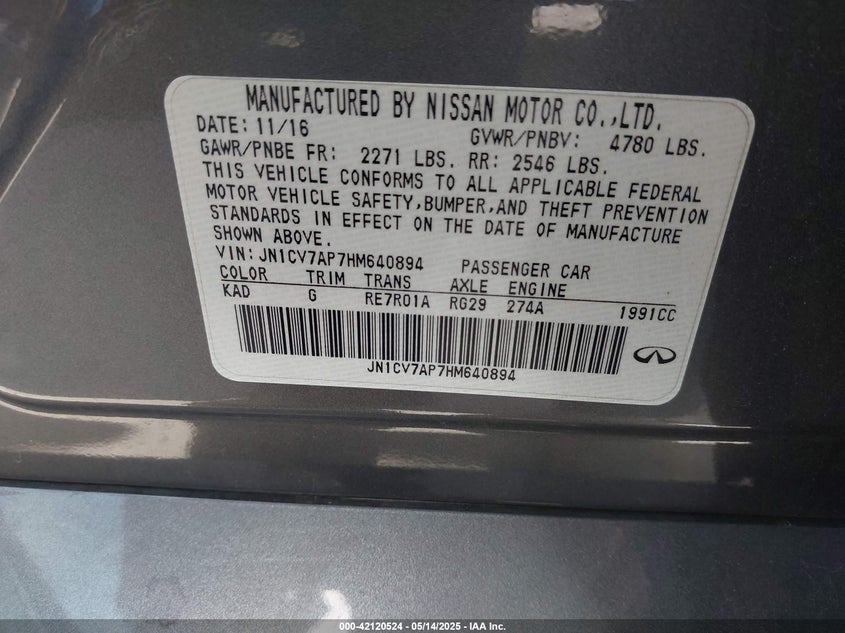 MANUFACTURED BY NISSAN MOTOR CO.,LTD.
DATE: 11/16 GVWR/PNBV: 4780 LBS.
GAWR/PNBE FR: 2271 LBS. RR: 2546 LBS.
THIS VEHICLE CONFORMS TO ALL APPLICABLE FEDERAL
MOTOR VEHICLE SAFETY,BUMPER,AND THEFT PREVENTION
STANDARDS IN EFFECT ON THE DATE OF MANUFACTURE
SHOWN ABOVE.
VIN: JN1CV7AP7HM640894 PASSENGER CAR
COLOR TRIM TRANS AXLE ENGINE
KAD G RE7R01A RG29 274A 1991CC
JN1CV7AP7HM640894
000-42120524 - 05/14/2025 - IAA Inc.